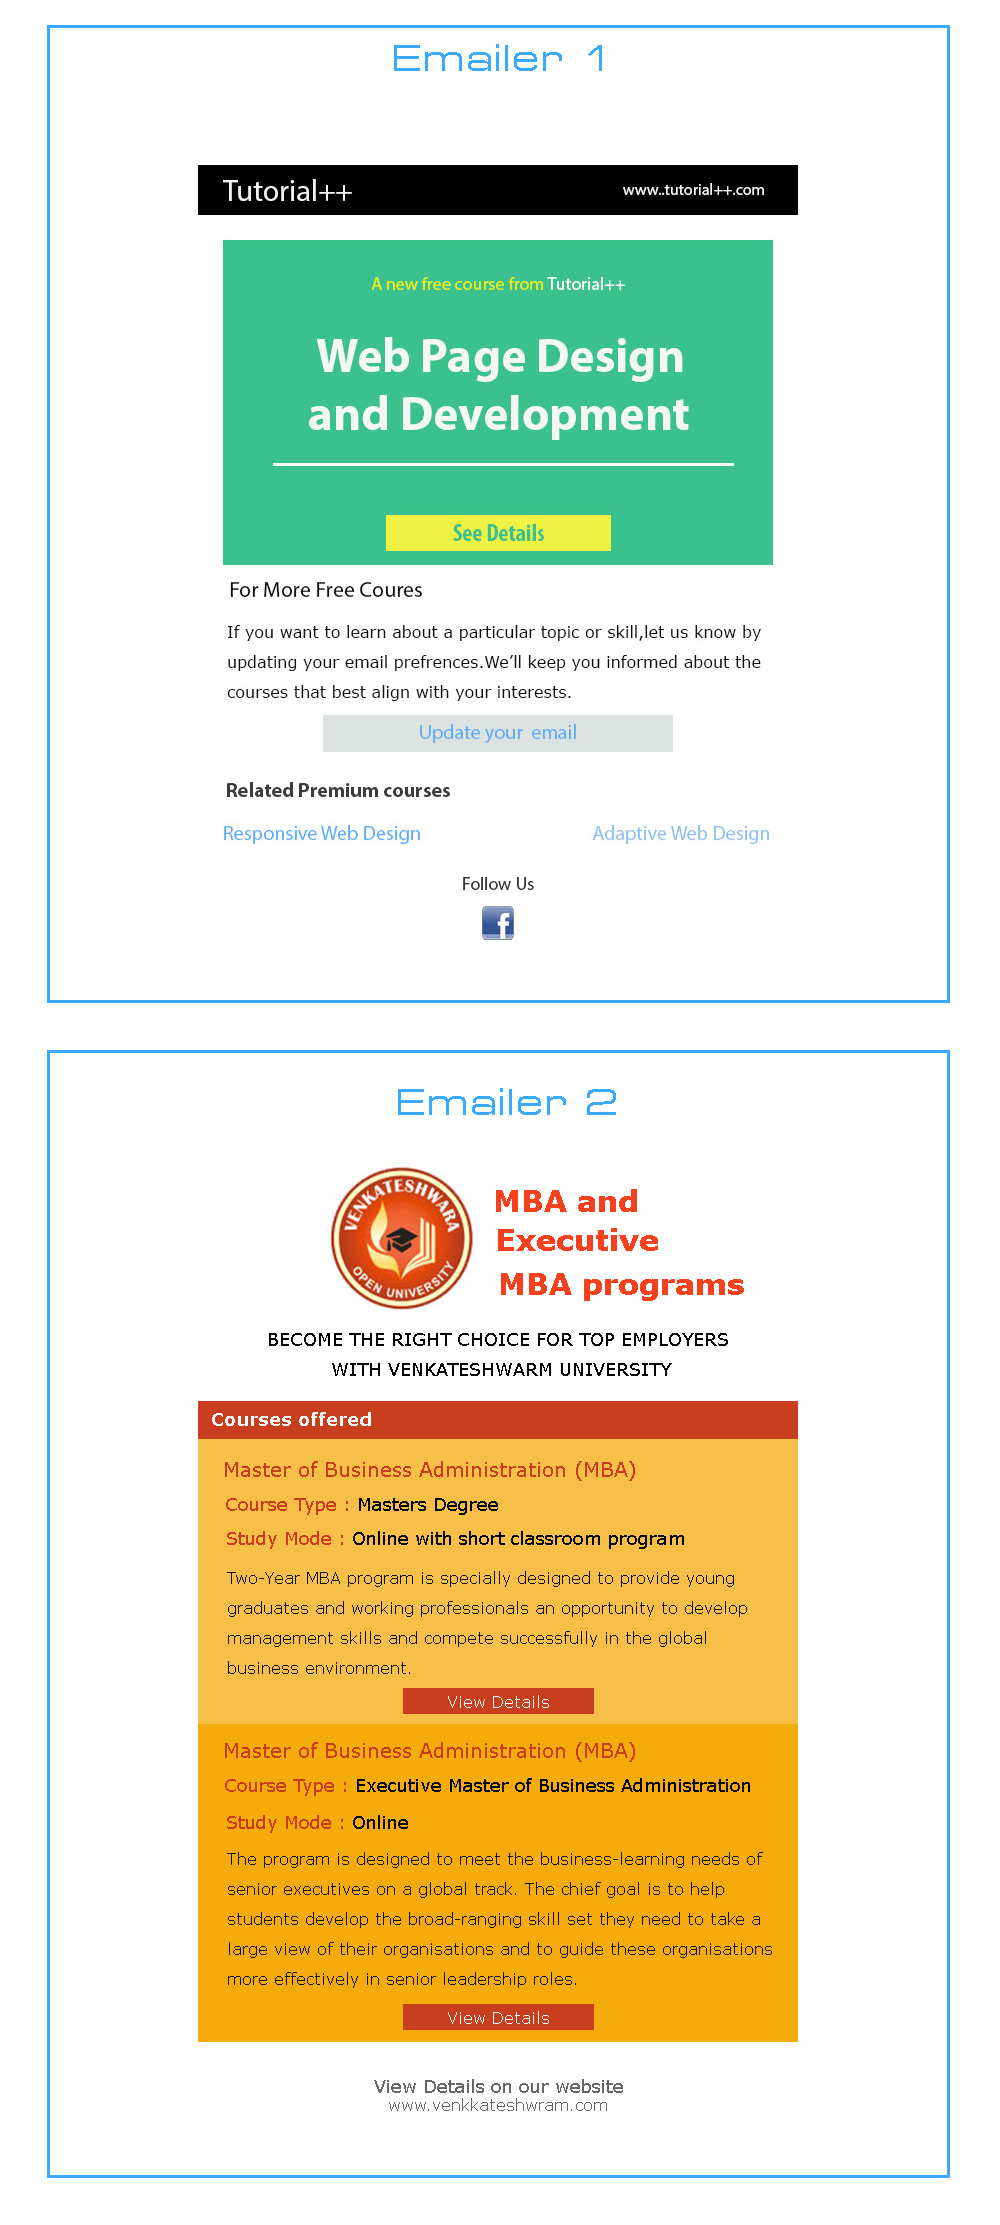 Emailer 1
Tutorial++
www..tutorial++.com
A new free course from Tutorial++
Web Page Design
and Development
See Details
For More Free Coures
If you want to learn about a particular topic or skill,let us know by
updating your email prefrences.We'll keep you informed about the
courses that best align with your interests.
Update your email
Related Premium courses
Responsive Web Design
Adaptive Web Design
Follow Us
f
Emailer 2
VENKATESHWARA
OPEN UNIVERSITY
MBA and
Executive
MBA programs
BECOME THE RIGHT CHOICE FOR TOP EMPLOYERS
WITH VENKATESHWARM UNIVERSITY
Courses offered
Master of Business Administration (MBA)
Course Type : Masters Degree
Study Mode : Online with short classroom program
Two-Year MBA program is specially designed to provide young
graduates and working professionals an opportunity to develop
management skills and compete successfully in the global
business environment.
View Details
Master of Business Administration (MBA)
Course Type : Executive Master of Business Administration
Study Mode : Online
The program is designed to meet the business-learning needs of
senior executives on a global track. The chief goal is to help
students develop the broad-ranging skill set they need to take a
large view of their organisations and to guide these organisations
more effectively in senior leadership roles.
View Details
View Details on our website
www.venkkateshwram.com